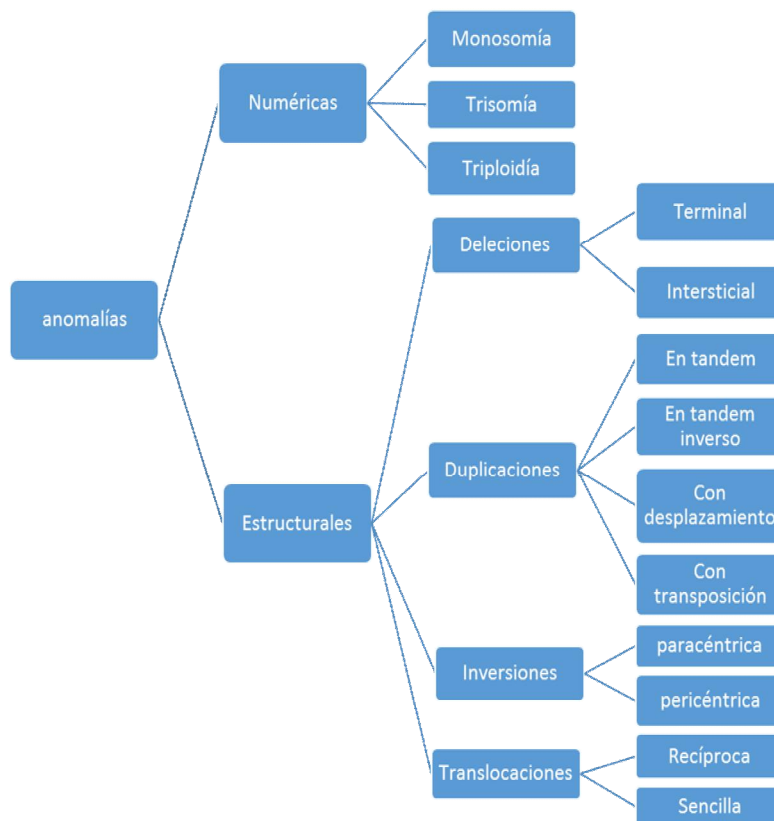 anomalías
Numéricas
Monosomía
Trisomía
Triploidía
Estructurales
Deleciones
Terminal
Intersticial
Duplicaciones
En tandem
En tandem
inverso
Con
desplazamiento
Con
transposición
Inversiones
paracéntrica
pericéntrica
Translocaciones
Recíproca
Sencilla